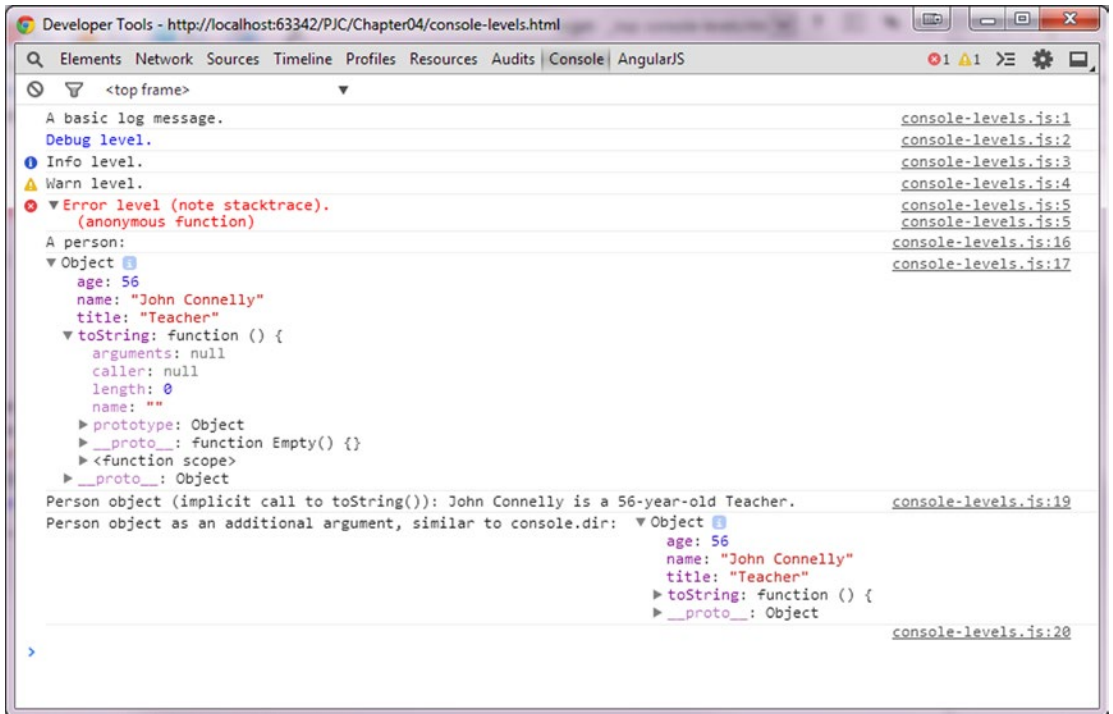 Developer Tools - http://localhost:63342/PJC/Chapter04/console-levels.html
Elements Network Sources Timeline Profiles Resources Audits Console AngularJS 1 1
<top frame>
A basic log message. console-levels.js:1
Debug level. console-levels.js:2
Info level. console-levels.js:3
Warn level. console-levels.js:4
Error level (note stacktrace). console-levels.js:5
(anonymous function) console-levels.js:5
A person: console-levels.js:16
Object console-levels.js:17
age: 56
name: "John Connelly"
title: "Teacher"
toString: function () {
arguments: null
caller: null
length: 0
name: ""
prototype: Object
__proto__: function Empty() {}
<function scope>
__proto__: Object
Person object (implicit call to toString()): John Connelly is a 56-year-old Teacher. console-levels.js:19
Person object as an additional argument, similar to console.dir: Object
age: 56
name: "John Connelly"
title: "Teacher"
toString: function () {
__proto__: Object
console-levels.js:20
>